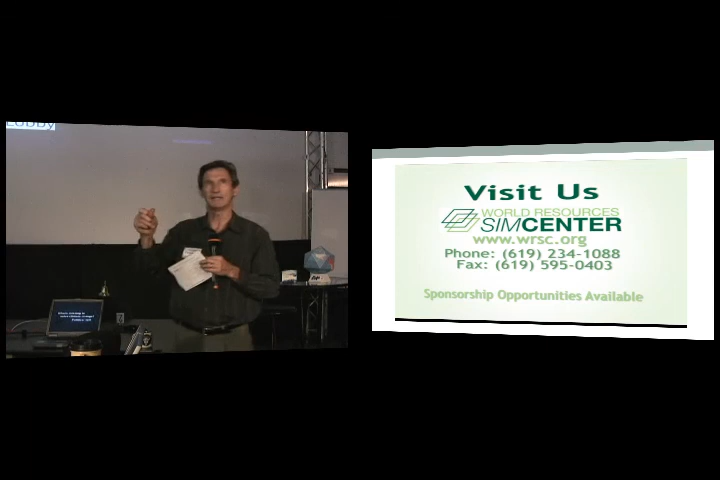 Lobby
Visit Us
WORLD RESOURCES
SIMCENTER
www.wrsc.org
Phone: (619) 234-1088
Fax: (619) 595-0403
Sponsorship Opportunities Available